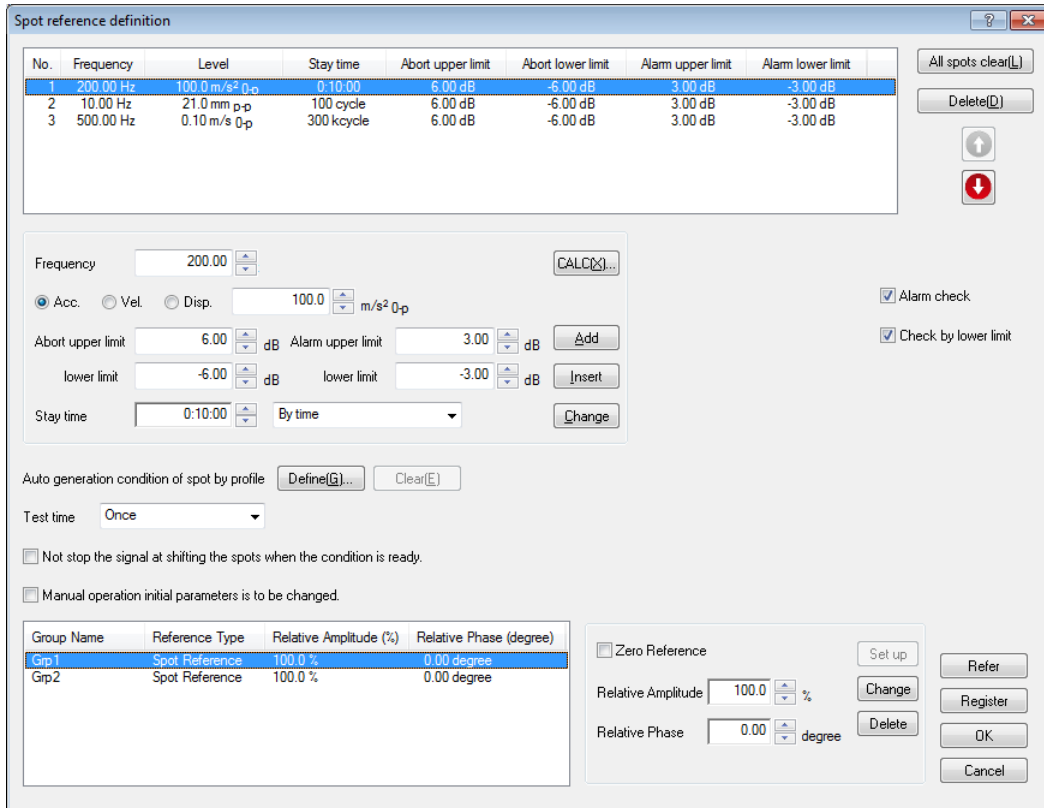 Spot reference definition
No. Frequency Level Stay time Abort upper limit Abort lower limit Alarm upper limit Alarm lower limit
1 200.00 Hz 100.0 m/s² 0-p 0:10:00 6.00 dB -6.00 dB 3.00 dB -3.00 dB
2 10.00 Hz 21.0 mm p-p 100 cycle 6.00 dB -6.00 dB 3.00 dB -3.00 dB
3 500.00 Hz 0.10 m/s 0-p 300 kcycle 6.00 dB -6.00 dB 3.00 dB -3.00 dB
All spots clear(L)
Delete(D)
Frequency 200.00 CALC(X)...
Acc. Vel. Disp. 100.0 m/s² 0-p
Abort upper limit 6.00 dB Alarm upper limit 3.00 dB Add
lower limit -6.00 dB lower limit -3.00 dB Insert
Stay time 0:10:00 By time Change
Alarm check
Check by lower limit
Auto generation condition of spot by profile Define(G)... Clear(E)
Test time Once
Not stop the signal at shifting the spots when the condition is ready.
Manual operation initial parameters is to be changed.
Group Name Reference Type Relative Amplitude (%) Relative Phase (degree)
Grp1 Spot Reference 100.0 % 0.00 degree
Grp2 Spot Reference 100.0 % 0.00 degree
Zero Reference Set up
Relative Amplitude 100.0 % Change
Relative Phase 0.00 degree Delete
Refer
Register
OK
Cancel